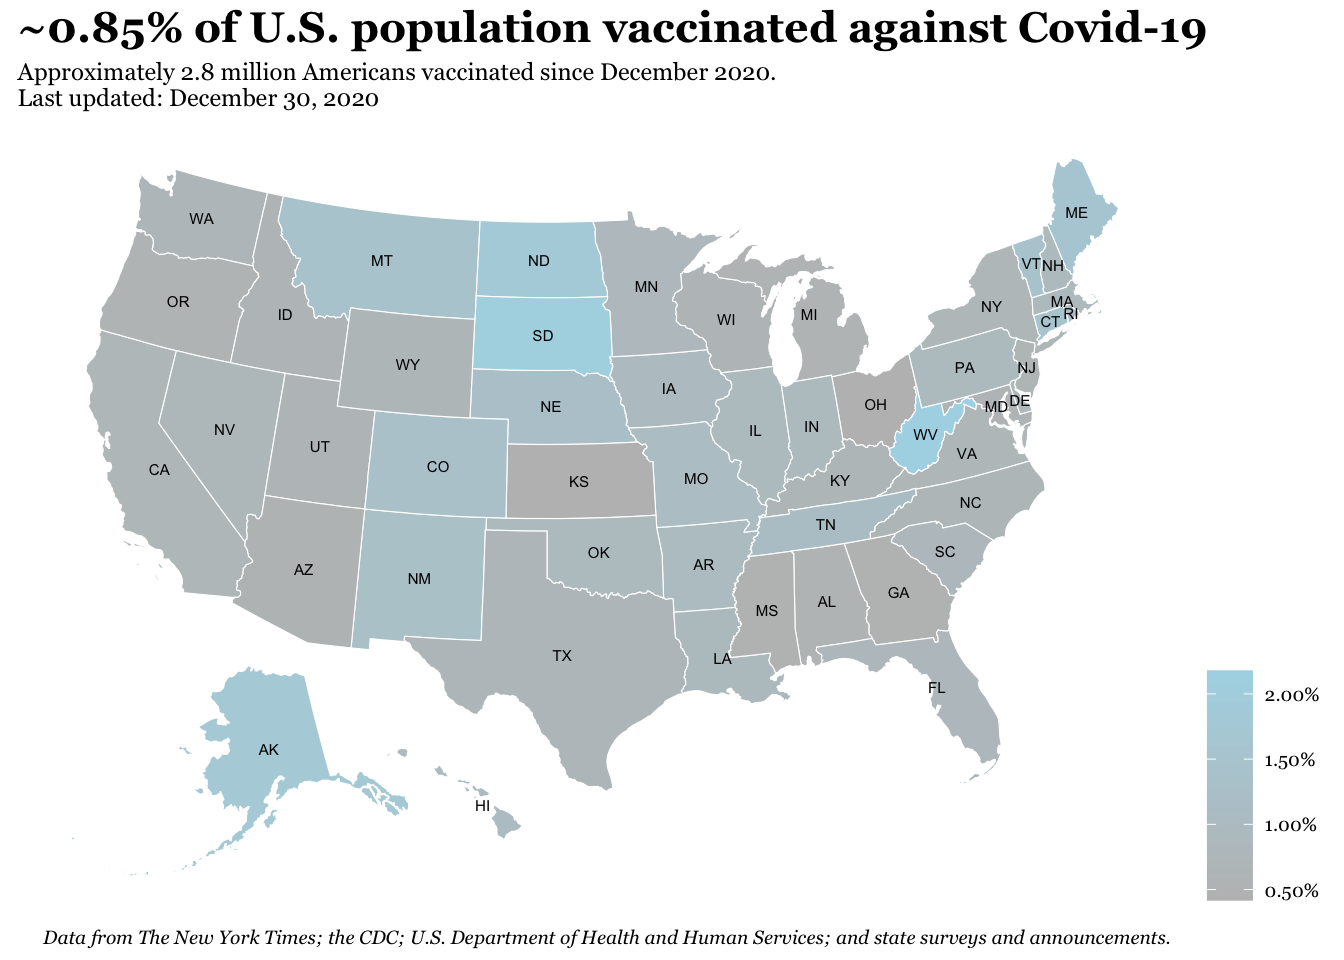 ~0.85% of U.S. population vaccinated against Covid-19
Approximately 2.8 million Americans vaccinated since December 2020.
Last updated: December 30, 2020
WA
MT
ND
MN
ME
VT
NH
OR
ID
SD
WI
MI
NY
MA
RI
CT
WY
NE
IA
PA
NJ
OH
MD
DE
NV
UT
CO
KS
MO
IL
IN
WV
VA
CA
KY
NC
AZ
NM
OK
AR
TN
SC
TX
LA
MS
AL
GA
FL
AK
HI
2.00%
1.50%
1.00%
0.50%
Data from The New York Times; the CDC; U.S. Department of Health and Human Services; and state surveys and announcements.